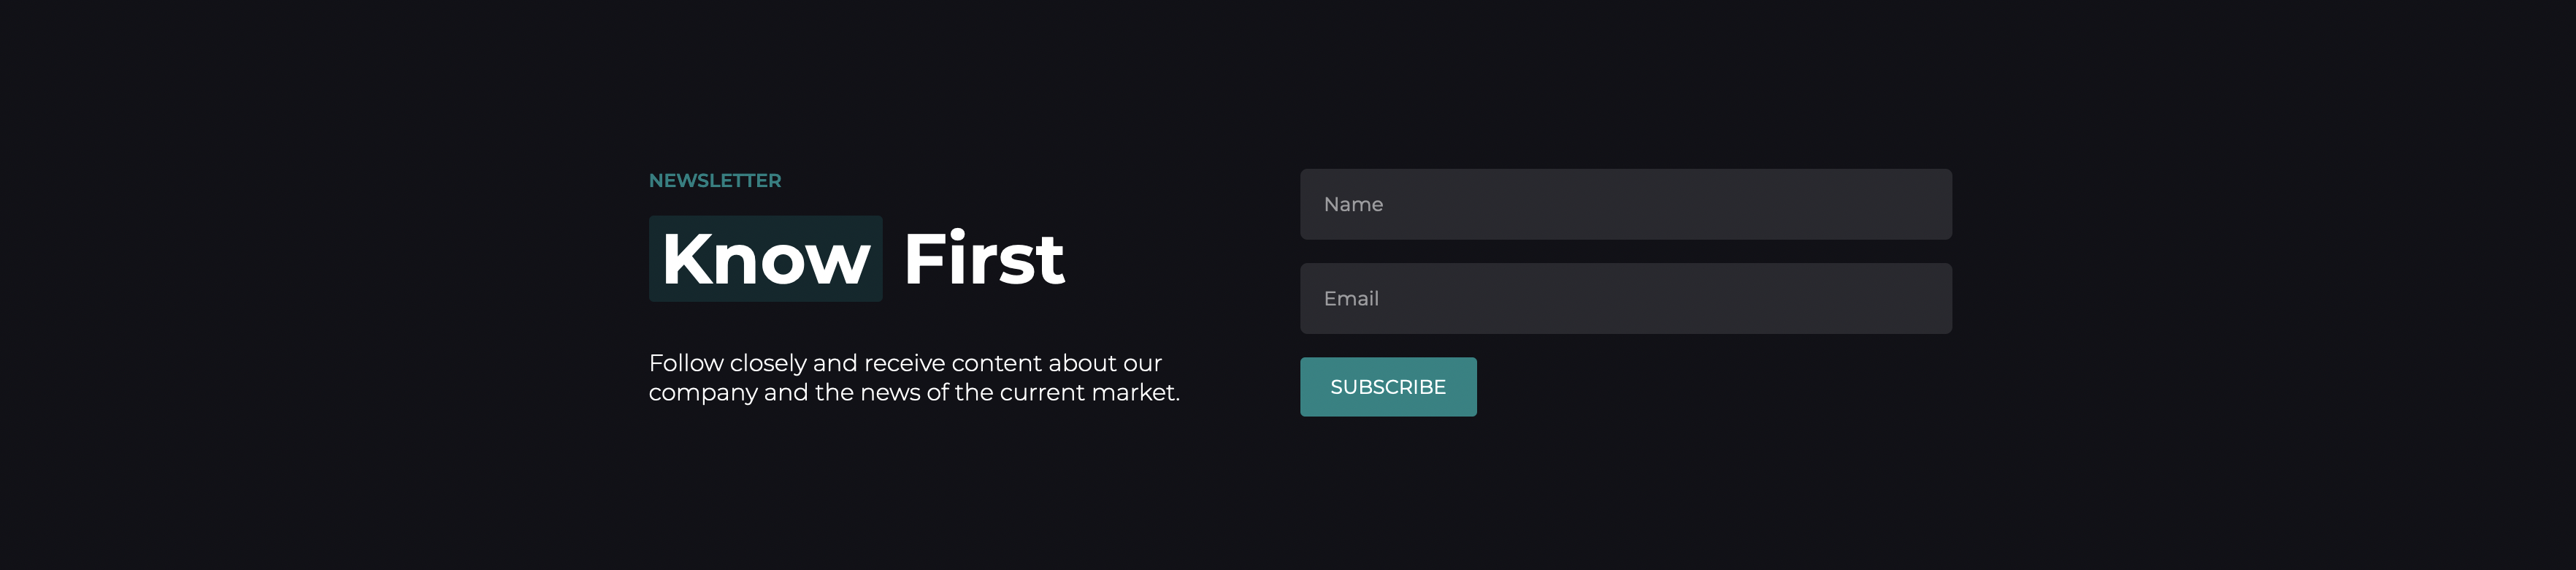 NEWSLETTER
Know First
Follow closely and receive content about our
company and the news of the current market.
Name
Email
SUBSCRIBE